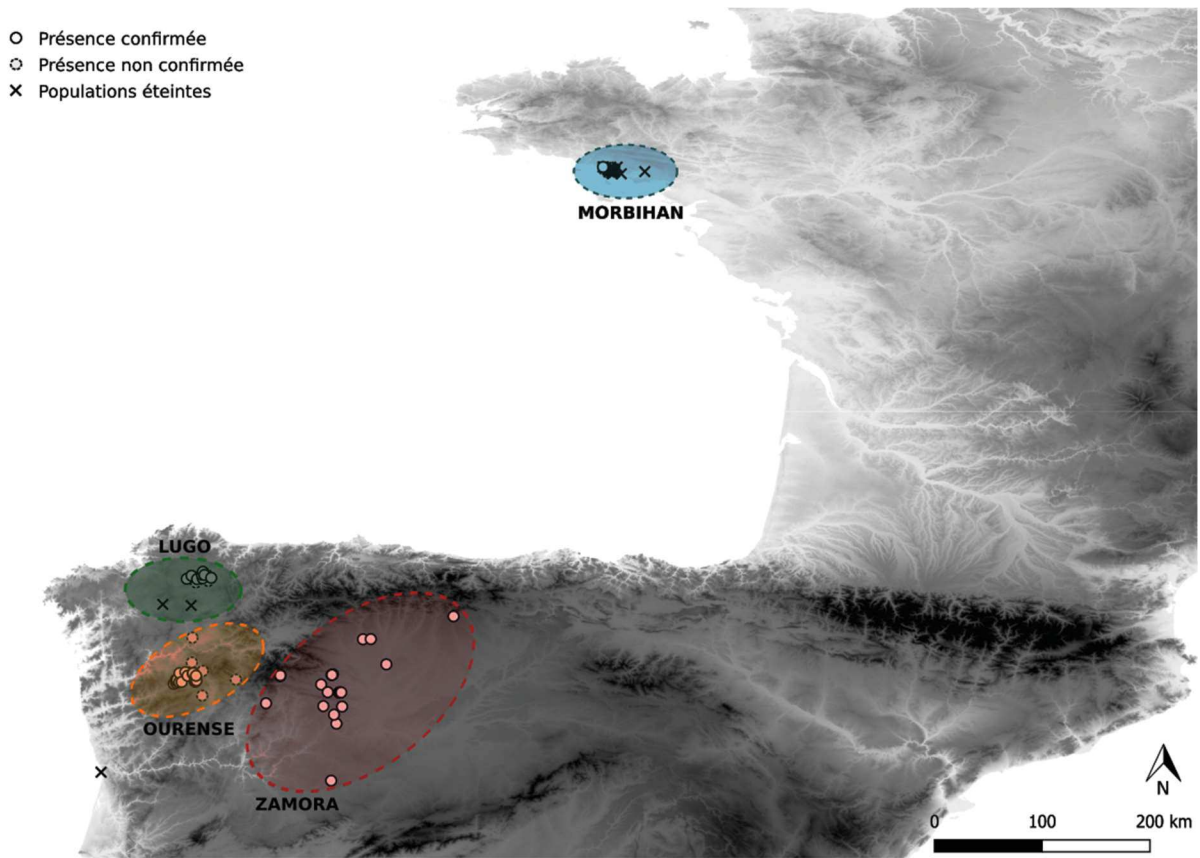 Présence confirmée
Présence non confirmée
Populations éteintes
MORBIHAN
LUGO
OURENSE
ZAMORA
N
0 100 200 km